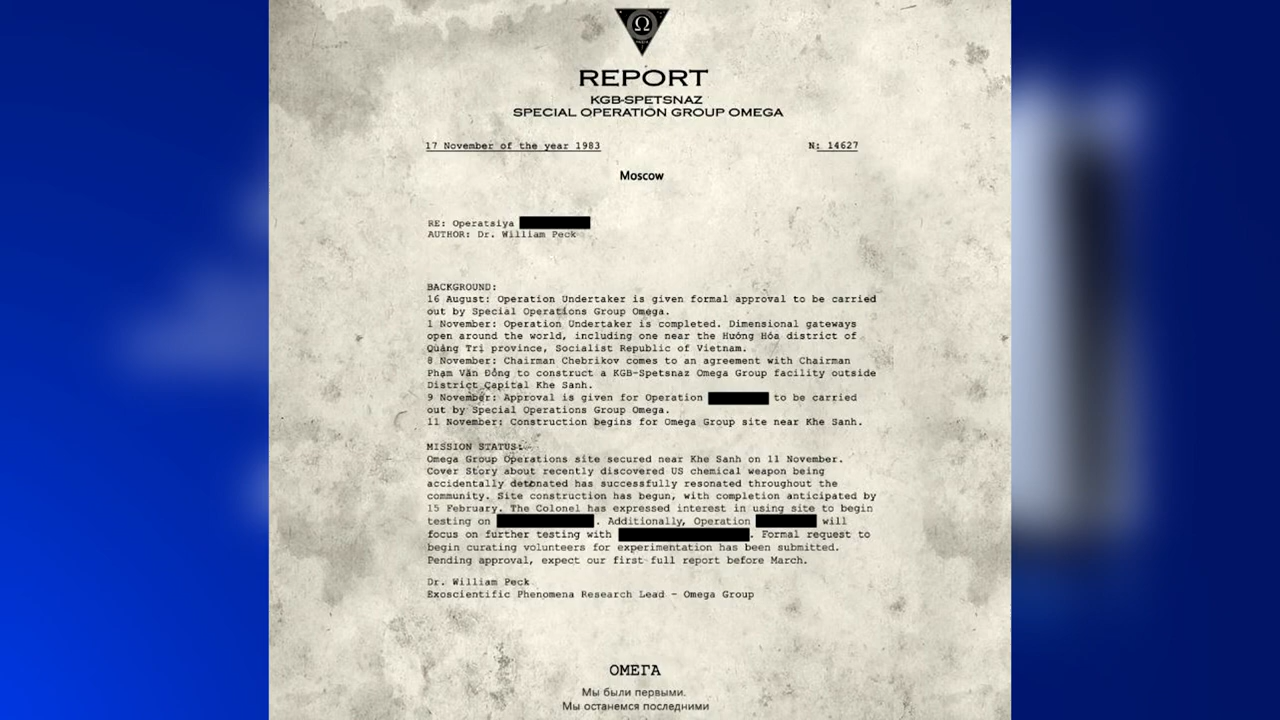 Ω
REPORT
KGB-SPETSNAZ
SPECIAL OPERATION GROUP OMEGA
17 November of the year 1983 N: 14627
Moscow
RE: Operatsiya
AUTHOR: Dr. William Peck
BACKGROUND:
16 August: Operation Undertaker is given formal approval to be carried
out by Special Operations Group Omega.
1 November: Operation Undertaker is completed. Dimensional gateways
open around the world, including one near the Hướng Hóa district of
Quảng Trị province, Socialist Republic of Vietnam.
8 November: Chairman Chebrikov comes to an agreement with Chairman
Phạm Văn Đồng to construct a KGB-Spetsnaz Omega Group facility outside
District Capital Khe Sanh.
9 November: Approval is given for Operation to be carried
out by Special Operations Group Omega.
11 November: Construction begins for Omega Group site near Khe Sanh.
MISSION STATUS:
Omega Group Operations site secured near Khe Sanh on 11 November.
Cover Story about recently discovered US chemical weapon being
accidentally detonated has successfully resonated throughout the
community. Site construction has begun, with completion anticipated by
15 February. The Colonel has expressed interest in using site to begin
testing on . Additionally, Operation will
focus on further testing with . Formal request to
begin curating volunteers for experimentation has been submitted.
Pending approval, expect our first full report before March.
Dr. William Peck
Exoscientific Phenomena Research Lead - Omega Group
ОМЕГА
Мы были первыми.
Мы останемся последними